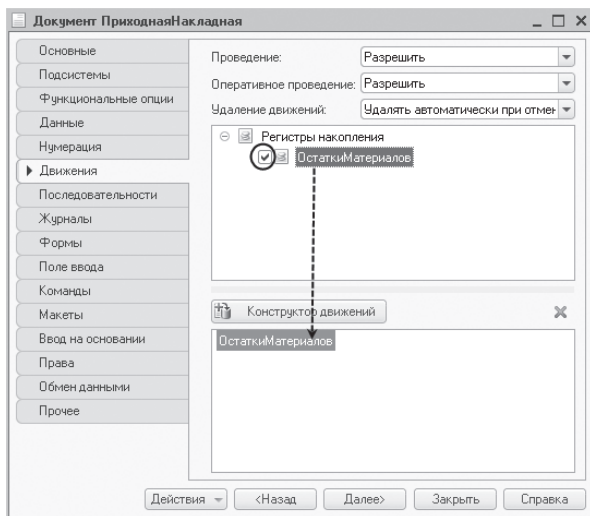 Документ ПриходнаяНакладная
Основные
Подсистемы
Функциональные опции
Данные
Нумерация
Движения
Последовательности
Журналы
Формы
Поле ввода
Команды
Макеты
Ввод на основании
Права
Обмен данными
Прочее
Проведение: Разрешить
Оперативное проведение: Разрешить
Удаление движений: Удалять автоматически при отмен
Регистры накопления
ОстаткиМатериалов
Конструктор движений
ОстаткиМатериалов
Действия <Назад Далее> Закрыть Справка